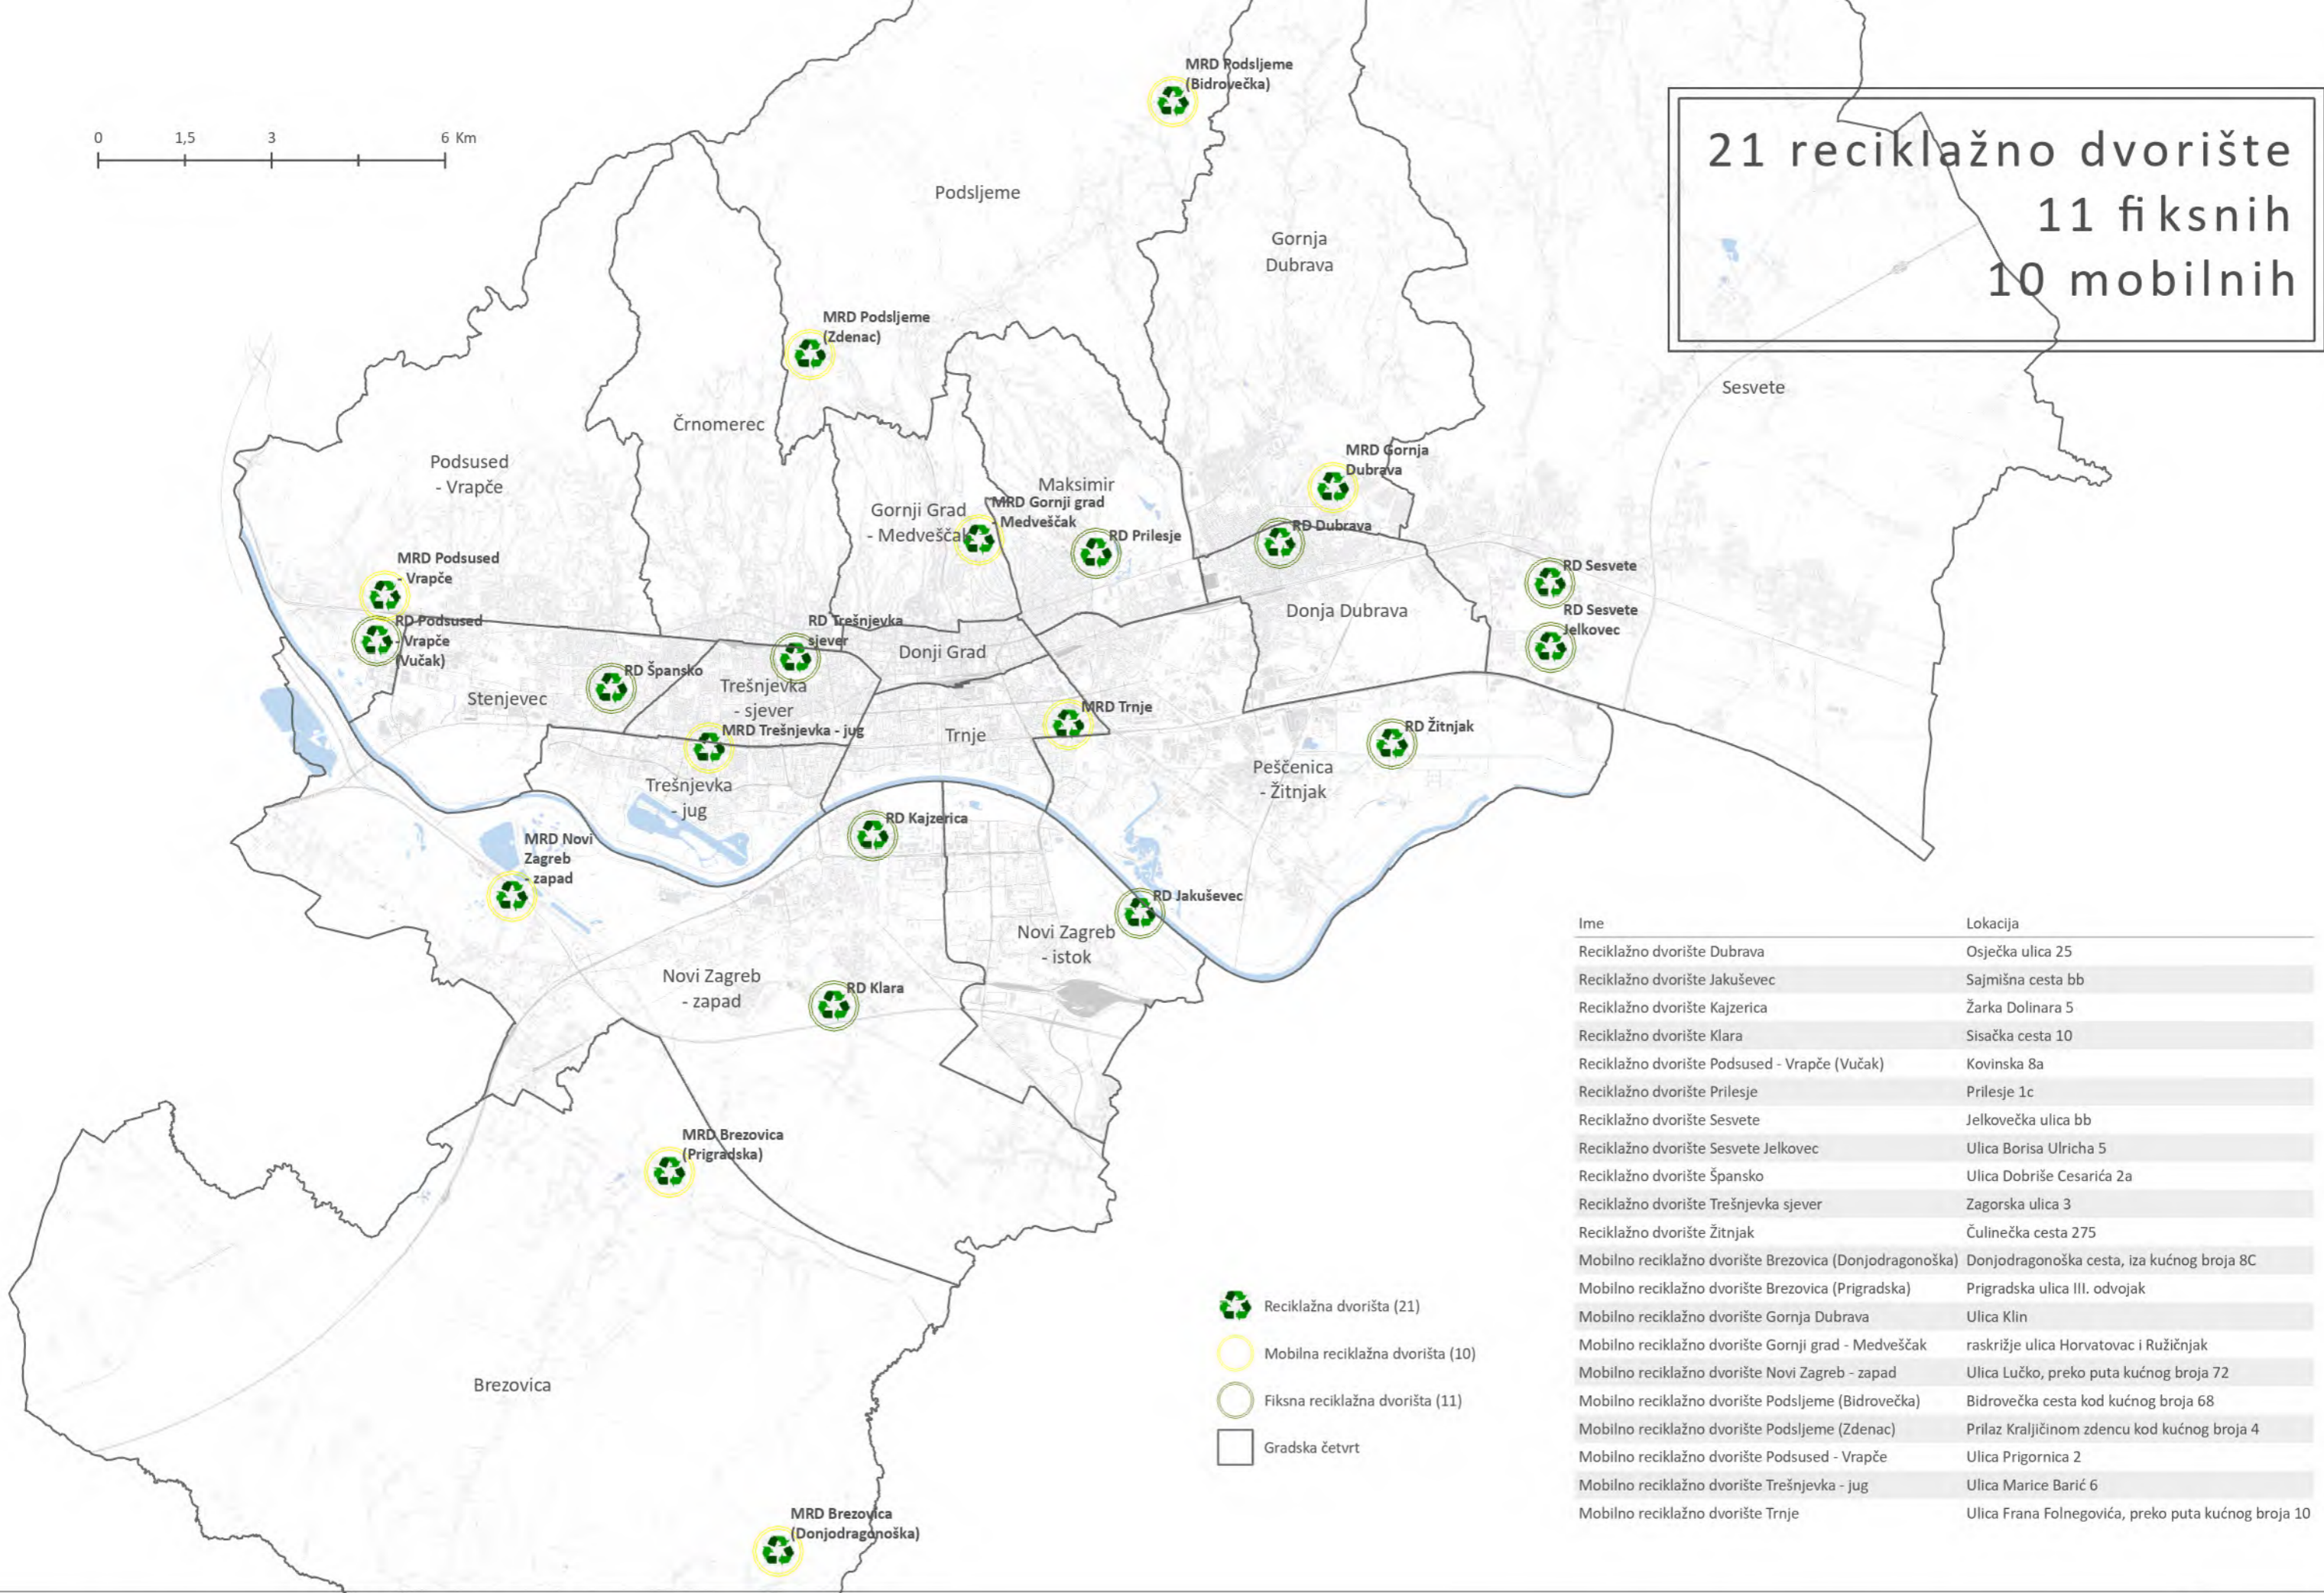 0 1,5 3 6 Km
21 reciklažno dvorište
11 fiksnih
10 mobilnih
MRD Podsljeme
(Bidrovečka)
Podsljeme
Gornja
Dubrava
MRD Podsljeme
(Zdenac)
Sesvete
Črnomerec
Podsused
- Vrapče
MRD Gornja
Dubrava
Maksimir
Gornji Grad
- Medveščak
MRD Gornji grad
- Medveščak
RD Prilesje
RD Dubrava
MRD Podsused
- Vrapče
RD Sesvete
RD Sesvete
Jelkovec
Donja Dubrava
RD Podsused
- Vrapče
(Vučak)
RD Trešnjevka
sjever
Donji Grad
RD Špansko
Stenjevec
Trešnjevka
- sjever
MRD Trešnjevka - jug
MRD Trnje
Trnje
RD Žitnjak
Peščenica
- Žitnjak
Trešnjevka
- jug
RD Kajzerica
MRD Novi
Zagreb
- zapad
RD Jakuševec
Novi Zagreb
- istok
Novi Zagreb
- zapad
RD Klara
MRD Brezovica
(Prigradska)
Brezovica
MRD Brezovica
(Donjodragonoška)
Reciklažna dvorišta (21)
Mobilna reciklažna dvorišta (10)
Fiksna reciklažna dvorišta (11)
Gradska četvrt
Ime Lokacija
Reciklažno dvorište Dubrava Osječka ulica 25
Reciklažno dvorište Jakuševec Sajmišna cesta bb
Reciklažno dvorište Kajzerica Žarka Dolinara 5
Reciklažno dvorište Klara Sisačka cesta 10
Reciklažno dvorište Podsused - Vrapče (Vučak) Kovinska 8a
Reciklažno dvorište Prilesje Prilesje 1c
Reciklažno dvorište Sesvete Jelkovečka ulica bb
Reciklažno dvorište Sesvete Jelkovec Ulica Borisa Ulricha 5
Reciklažno dvorište Špansko Ulica Dobriše Cesarića 2a
Reciklažno dvorište Trešnjevka sjever Zagorska ulica 3
Reciklažno dvorište Žitnjak Čulinečka cesta 275
Mobilno reciklažno dvorište Brezovica (Donjodragonoška) Donjodragonoška cesta, iza kućnog broja 8C
Mobilno reciklažno dvorište Brezovica (Prigradska) Prigradska ulica III. odvojak
Mobilno reciklažno dvorište Gornja Dubrava Ulica Klin
Mobilno reciklažno dvorište Gornji grad - Medveščak raskrižje ulica Horvatovac i Ružičnjak
Mobilno reciklažno dvorište Novi Zagreb - zapad Ulica Lučko, preko puta kućnog broja 72
Mobilno reciklažno dvorište Podsljeme (Bidrovečka) Bidrovečka cesta kod kućnog broja 68
Mobilno reciklažno dvorište Podsljeme (Zdenac) Prilaz Kraljičinom zdencu kod kućnog broja 4
Mobilno reciklažno dvorište Podsused - Vrapče Ulica Prigornica 2
Mobilno reciklažno dvorište Trešnjevka - jug Ulica Marice Barić 6
Mobilno reciklažno dvorište Trnje Ulica Frana Folnegovića, preko puta kućnog broja 10